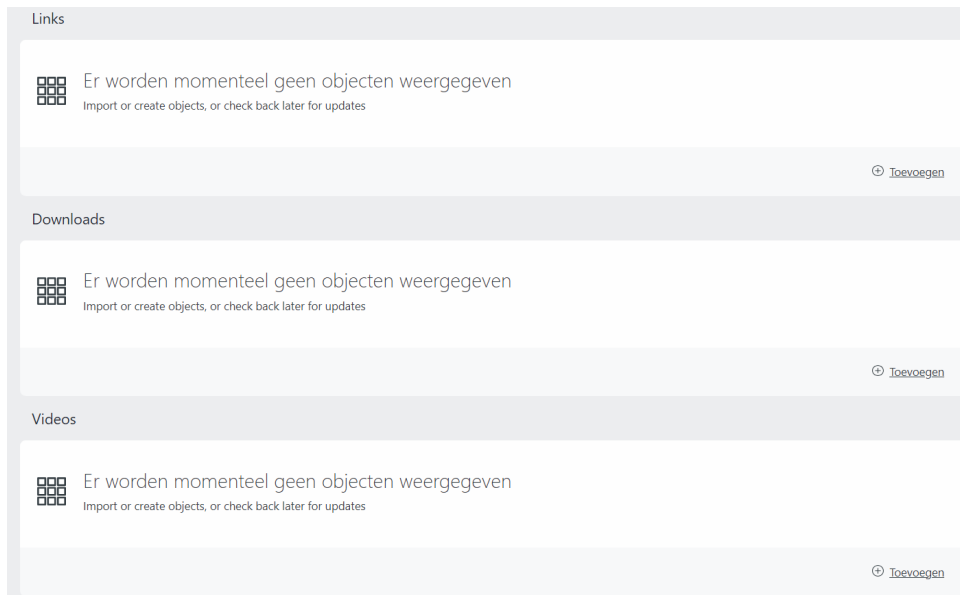 Links
Er worden momenteel geen objecten weergegeven
Import or create objects, or check back later for updates
Toevoegen
Downloads
Er worden momenteel geen objecten weergegeven
Import or create objects, or check back later for updates
Toevoegen
Videos
Er worden momenteel geen objecten weergegeven
Import or create objects, or check back later for updates
Toevoegen